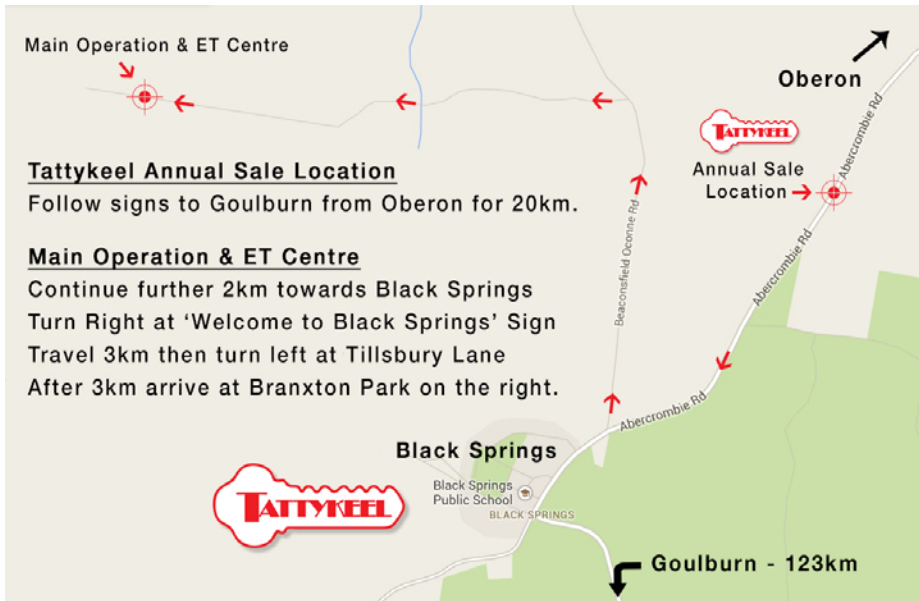 Main Operation & ET Centre
Oberon
TATTYKEEL
Annual Sale
Location
Abercrombie Rd
Tattykeel Annual Sale Location
Follow signs to Goulburn from Oberon for 20km.
Beaconsfield Oconne Rd
Abercrombie Rd
Main Operation & ET Centre
Continue further 2km towards Black Springs
Turn Right at ‘Welcome to Black Springs’ Sign
Travel 3km then turn left at Tillsbury Lane
After 3km arrive at Branxton Park on the right.
Abercrombie Rd
Black Springs
Black Springs
Public School
BLACK SPRINGS
TATTYKEEL
Goulburn - 123km